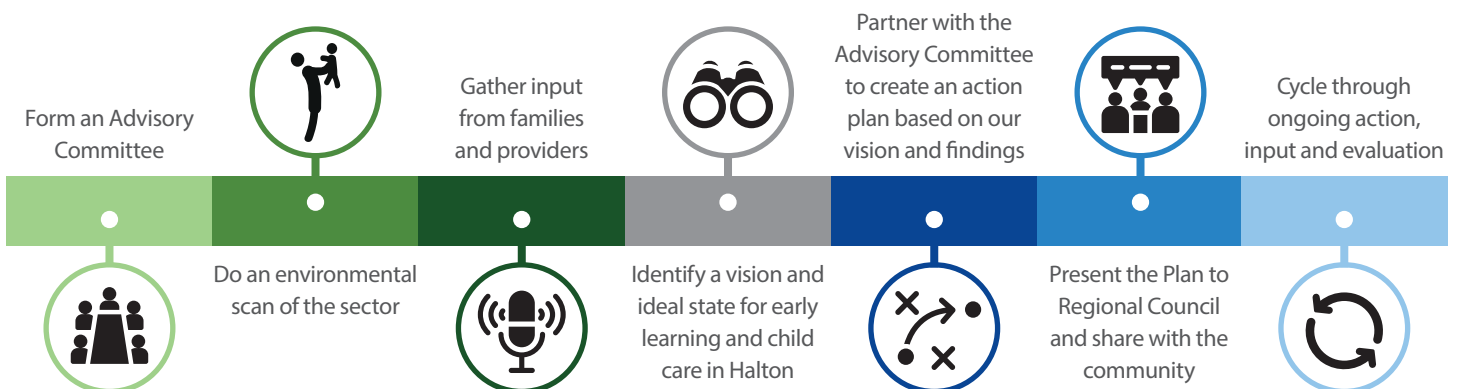 Form an Advisory
Committee
Do an environmental
scan of the sector
Gather input
from families
and providers
Identify a vision and
ideal state for early
learning and child
care in Halton
Partner with the
Advisory Committee
to create an action
plan based on our
vision and findings
Present the Plan to
Regional Council
and share with the
community
Cycle through
ongoing action,
input and evaluation